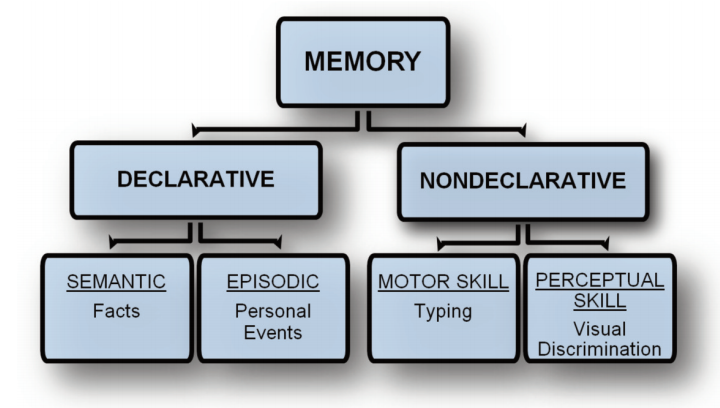 MEMORY
DECLARATIVE
NONDECLARATIVE
SEMANTIC
Facts
EPISODIC
Personal
Events
MOTOR SKILL
Typing
PERCEPTUAL
SKILL
Visual
Discrimination